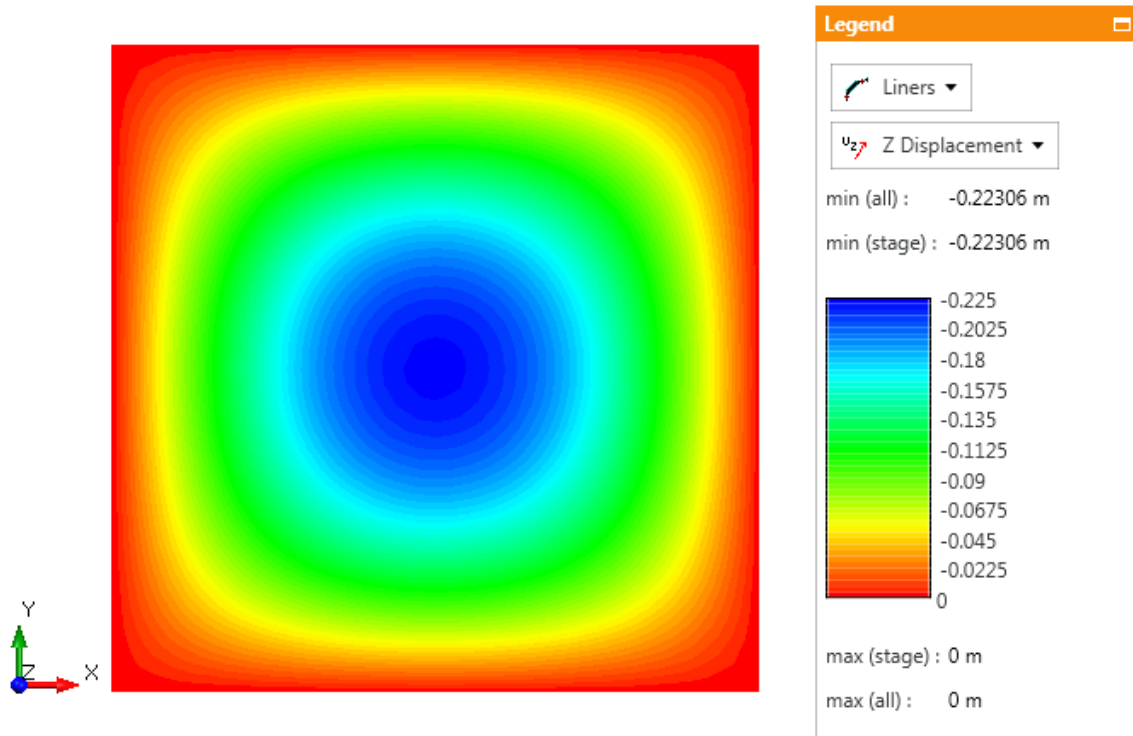 Legend
Liners
Uz Z Displacement
min (all) : -0.22306 m
min (stage) : -0.22306 m
-0.225
-0.2025
-0.18
-0.1575
-0.135
-0.1125
-0.09
-0.0675
-0.045
-0.0225
0
max (stage) : 0 m
max (all) : 0 m
Y
Z X